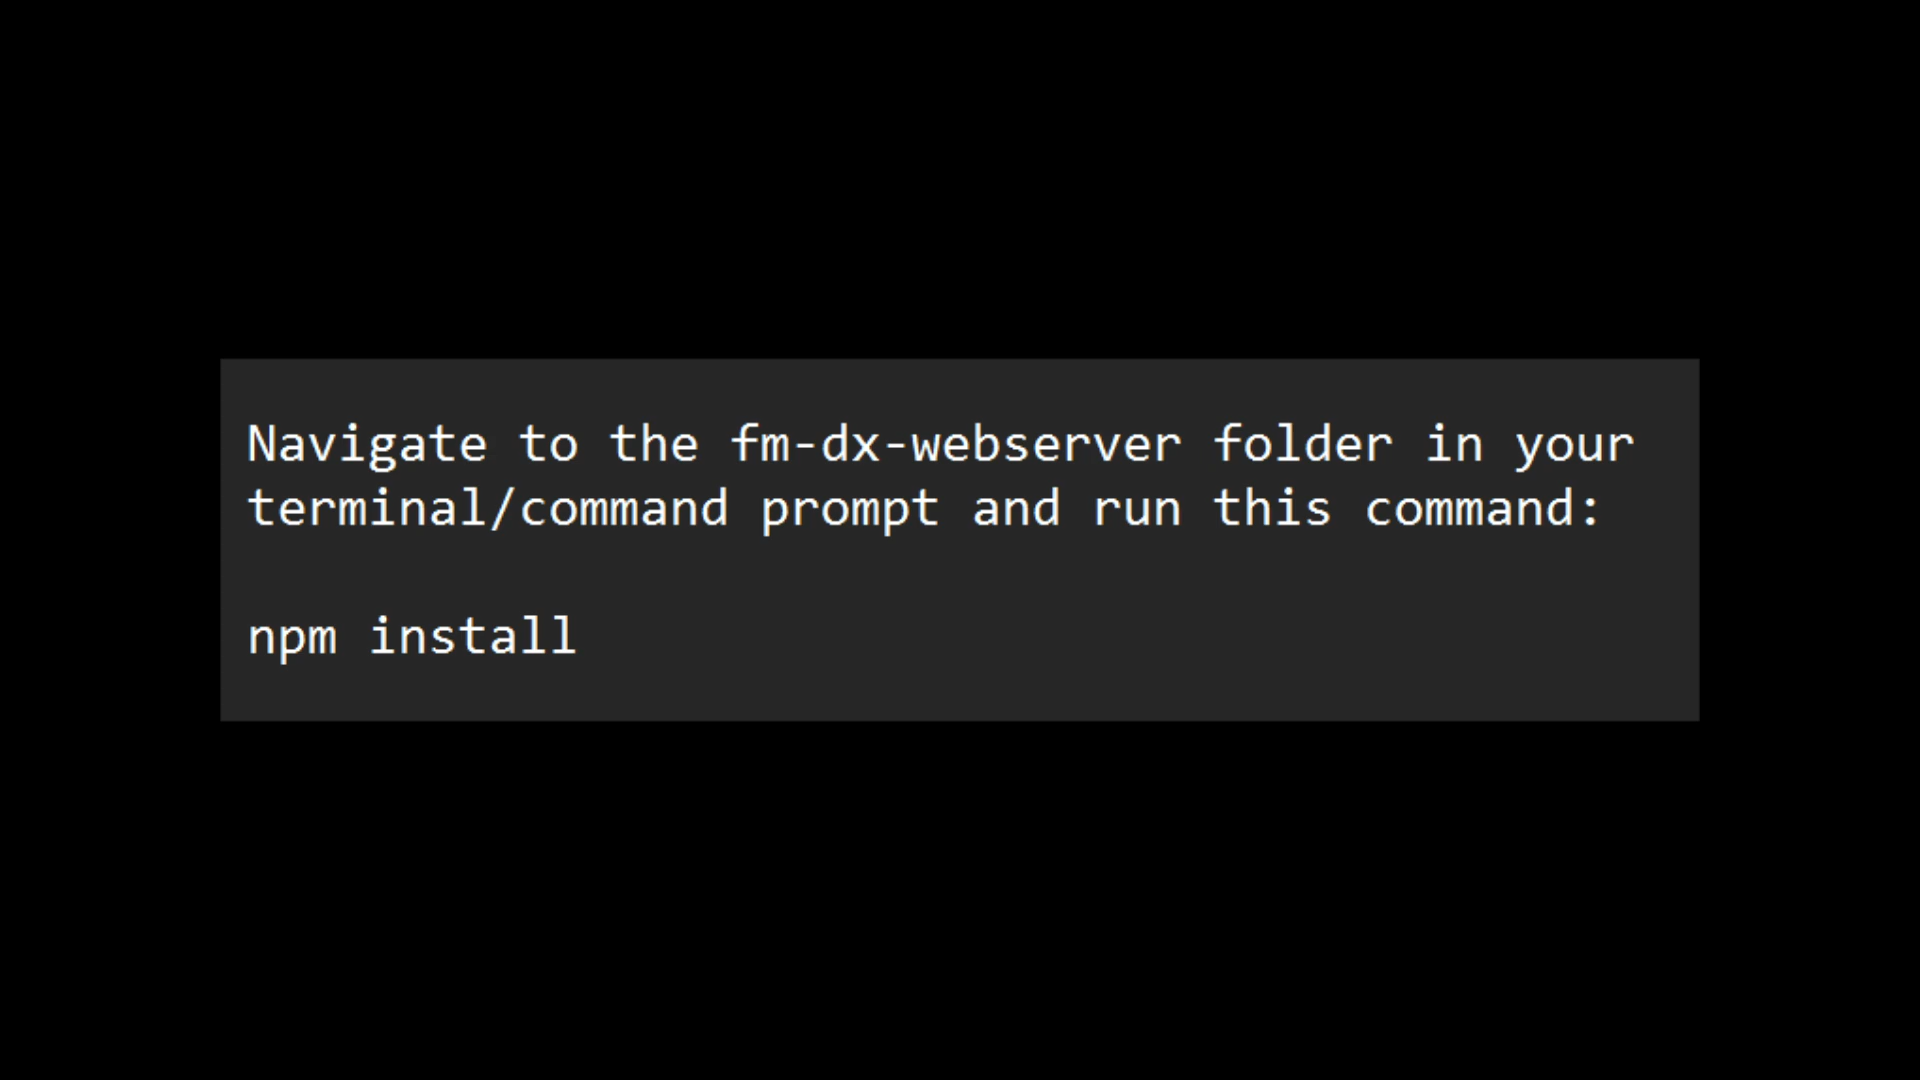 Navigate to the fm-dx-webserver folder in your
terminal/command prompt and run this command:
npm install